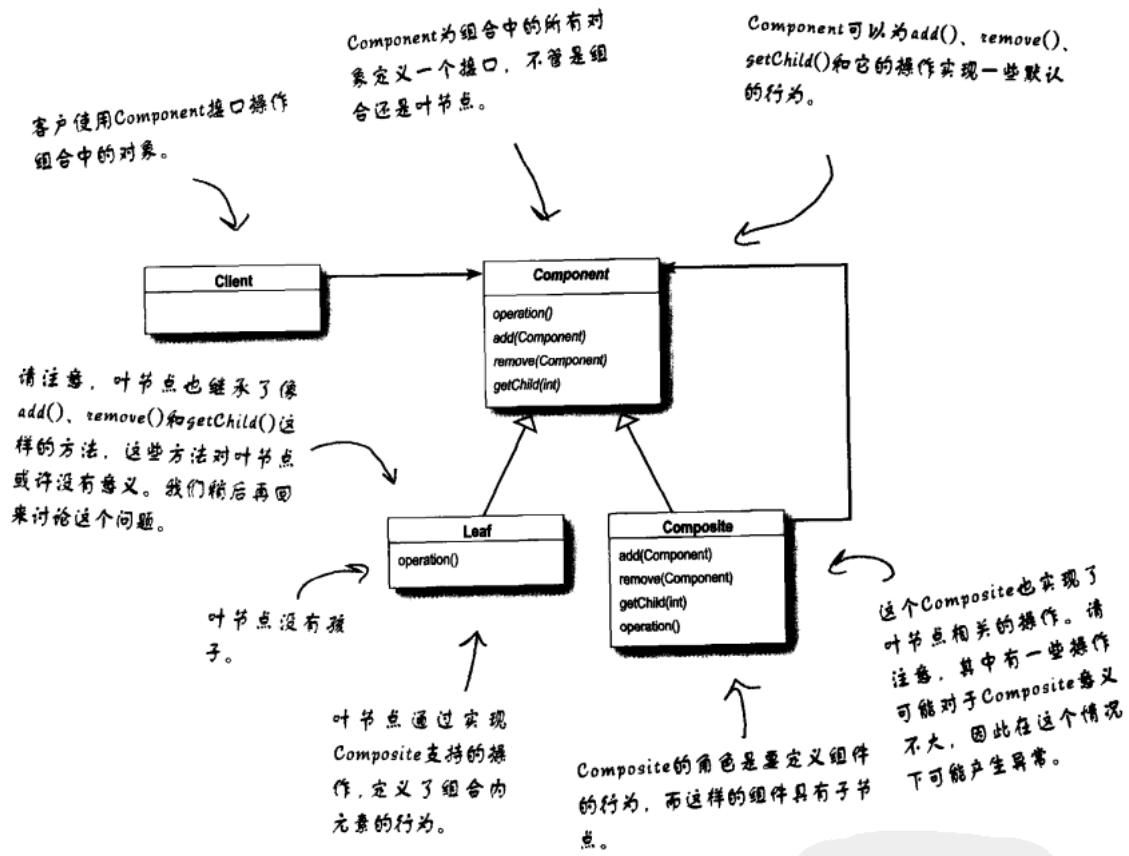 Component为组合中的所有对
象定义一个接口，不管是组
合还是叶节点。
Component可以为add()、remove()、
getChild()和它的操作实现一些默认
的行为。
客户使用Component接口操作
组合中的对象。
Client
Component
operation()
add(Component)
remove(Component)
getChild(int)
请注意，叶节点也继承了像
add()、remove()和getChild()这
样的方法，这些方法对叶节点
或许没有意义。我们稍后再回
来讨论这个问题。
Leaf
operation()
Composite
add(Component)
remove(Component)
getChild(int)
operation()
叶节点没有孩
子。
这个Composite也实现了
叶节点相关的操作。请
注意，其中有一些操作
可能对于Composite意义
不大，因此在这个情况
下可能产生异常。
叶节点通过实现
Composite支持的操
作，定义了组合内
元素的行为。
Composite的角色是要定义组件
的行为，而这样的组件具有子节
点。